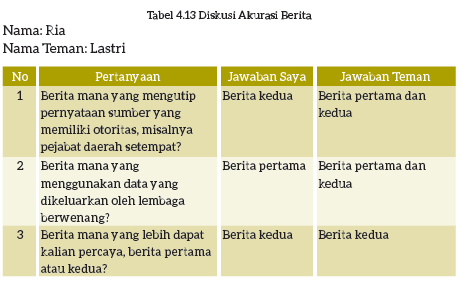 Tabel 4.13 Diskusi Akurasi Berita
Nama: Ria
Nama Teman: Lastri
No Pertanyaan Jawaban Saya Jawaban Teman
1 Berita mana yang mengutip Berita kedua Berita pertama dan
pernyataan sumber yang kedua
memiliki otoritas, misalnya
pejabat daerah setempat?
2 Berita mana yang Berita pertama Berita pertama dan
menggunakan data yang kedua
dikeluarkan oleh lembaga
berwenang?
3 Berita mana yang lebih dapat Berita kedua Berita kedua
kalian percaya, berita pertama
atau kedua?